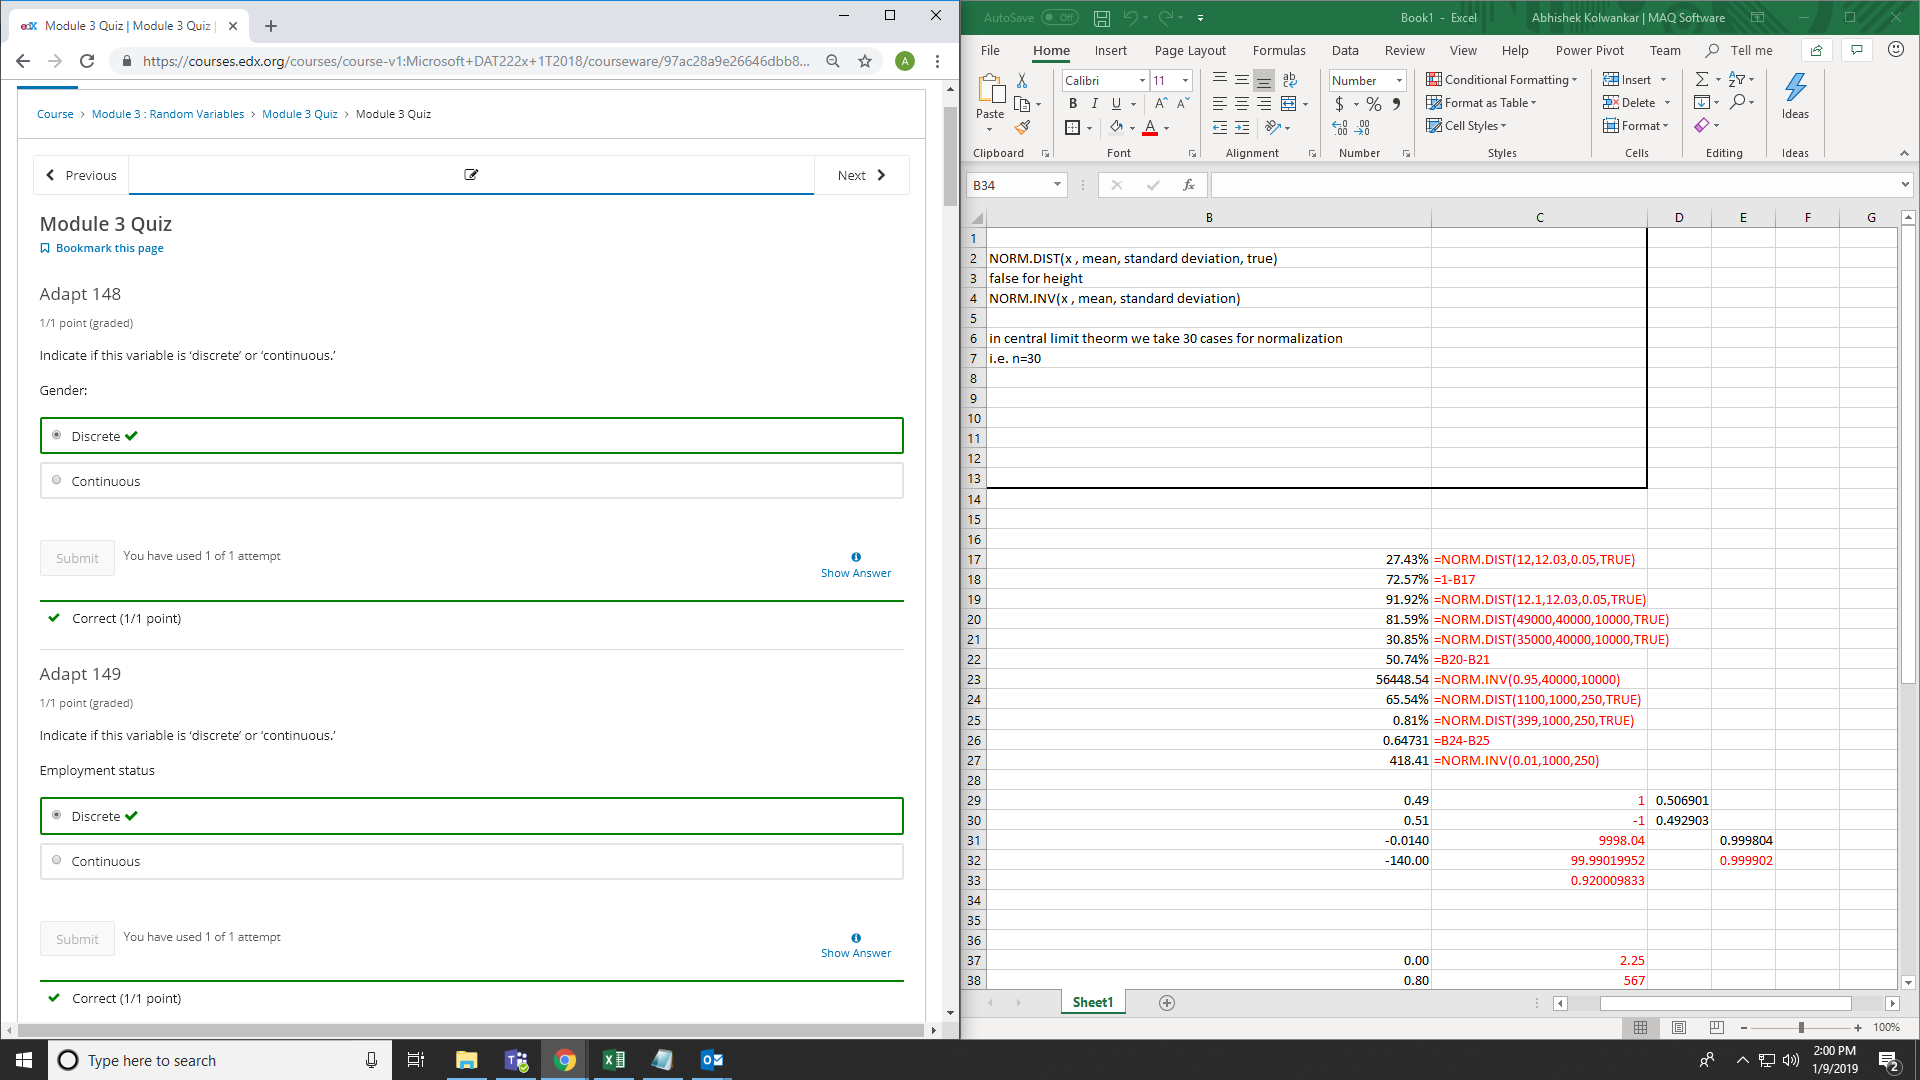 edX Module 3 Quiz | Module 3 Quiz |
https://courses.edx.org/courses/course-v1:Microsoft+DAT222x+1T2018/courseware/97ac28a9e26646dbb8...
A
Course > Module 3 : Random Variables > Module 3 Quiz > Module 3 Quiz
Previous
Next
Module 3 Quiz
Bookmark this page
Adapt 148
1/1 point (graded)
Indicate if this variable is ‘discrete’ or ‘continuous.’
Gender:
Discrete
Continuous
Submit You have used 1 of 1 attempt
Show Answer
Correct (1/1 point)
Adapt 149
1/1 point (graded)
Indicate if this variable is ‘discrete’ or ‘continuous.’
Employment status
Discrete
Continuous
Submit You have used 1 of 1 attempt
Show Answer
Correct (1/1 point)
AutoSave Off Book1 - Excel Abhishek Kolwankar | MAQ Software
File Home Insert Page Layout Formulas Data Review View Help Power Pivot Team Tell me
Paste
Clipboard
Calibri 11
B I U
Font
Alignment
Number
$ % ,
Number
Conditional Formatting
Format as Table
Cell Styles
Styles
Insert
Delete
Format
Cells
Editing
Ideas
Ideas
B34 fx
B C D E F G
1
2 NORM.DIST(x , mean, standard deviation, true)
3 false for height
4 NORM.INV(x , mean, standard deviation)
5
6 in central limit theorm we take 30 cases for normalization
7 i.e. n=30
8
9
10
11
12
13
14
15
16
17 27.43% =NORM.DIST(12,12.03,0.05,TRUE)
18 72.57% =1-B17
19 91.92% =NORM.DIST(12.1,12.03,0.05,TRUE)
20 81.59% =NORM.DIST(49000,40000,10000,TRUE)
21 30.85% =NORM.DIST(35000,40000,10000,TRUE)
22 50.74% =B20-B21
23 56448.54 =NORM.INV(0.95,40000,10000)
24 65.54% =NORM.DIST(1100,1000,250,TRUE)
25 0.81% =NORM.DIST(399,1000,250,TRUE)
26 0.64731 =B24-B25
27 418.41 =NORM.INV(0.01,1000,250)
28
29 0.49 1 0.506901
30 0.51 -1 0.492903
31 -0.0140 9998.04 0.999804
32 -140.00 99.99019952 0.999902
33 0.920009833
34
35
36
37 0.00 2.25
38 0.80 567
Sheet1
100%
Type here to search
2:00 PM
1/9/2019
2